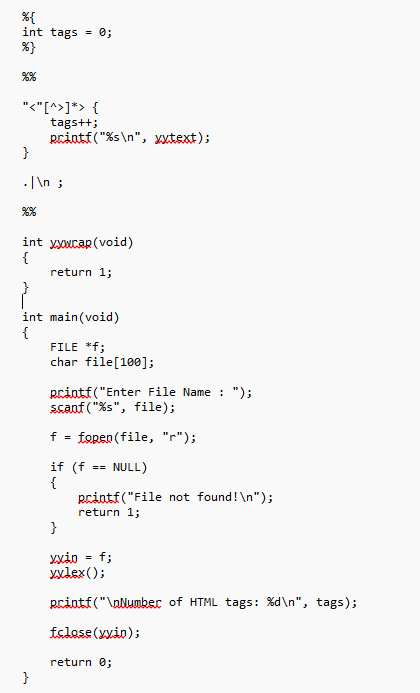 %{
int tags = 0;
%}
%%
"<"[^>]*> {
tags++;
printf("%s\n", yytext);
}
.|\n ;
%%
int yywrap(void)
{
return 1;
}
int main(void)
{
FILE *f;
char file[100];
printf("Enter File Name : ");
scanf("%s", file);
f = fopen(file, "r");
if (f == NULL)
{
printf("File not found!\n");
return 1;
}
yyin = f;
yylex();
printf("\nNumber of HTML tags: %d\n", tags);
fclose(yyin);
return 0;
}